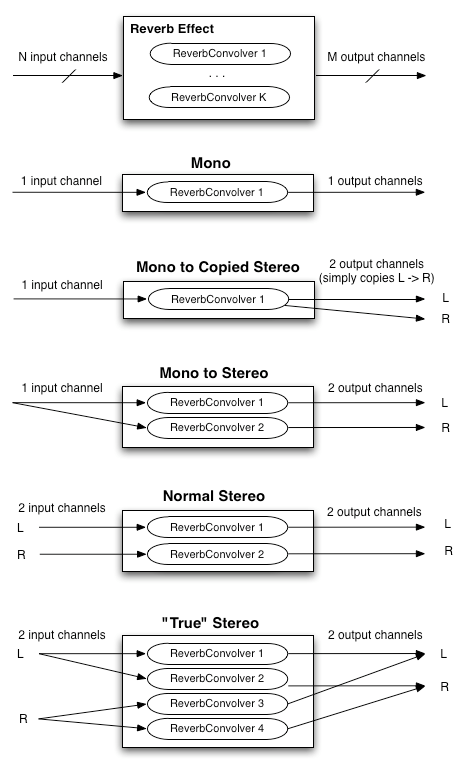 Reverb Effect
N input channels
ReverbConvolver 1
M output channels
. . .
ReverbConvolver K
Mono
1 input channel
ReverbConvolver 1
1 output channels
Mono to Copied Stereo
2 output channels
(simply copies L -> R)
1 input channel
ReverbConvolver 1
L
R
Mono to Stereo
1 input channel
2 output channels
ReverbConvolver 1
L
ReverbConvolver 2
R
Normal Stereo
2 input channels
2 output channels
L
ReverbConvolver 1
L
R
ReverbConvolver 2
R
"True" Stereo
2 input channels
2 output channels
L
ReverbConvolver 1
L
ReverbConvolver 2
R
ReverbConvolver 3
R
ReverbConvolver 4